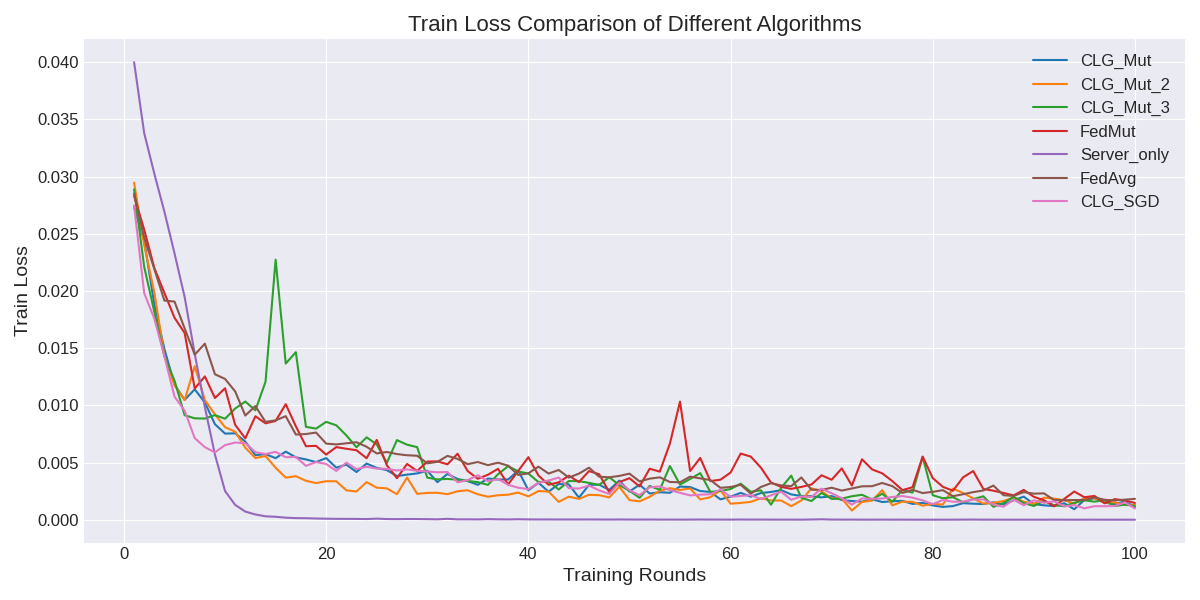 Train Loss Comparison of Different Algorithms
0.040
0.035
0.030
0.025
0.020
0.015
0.010
0.005
0.000
Train Loss
0 20 40 60 80 100
Training Rounds
CLG_Mut
CLG_Mut_2
CLG_Mut_3
FedMut
Server_only
FedAvg
CLG_SGD